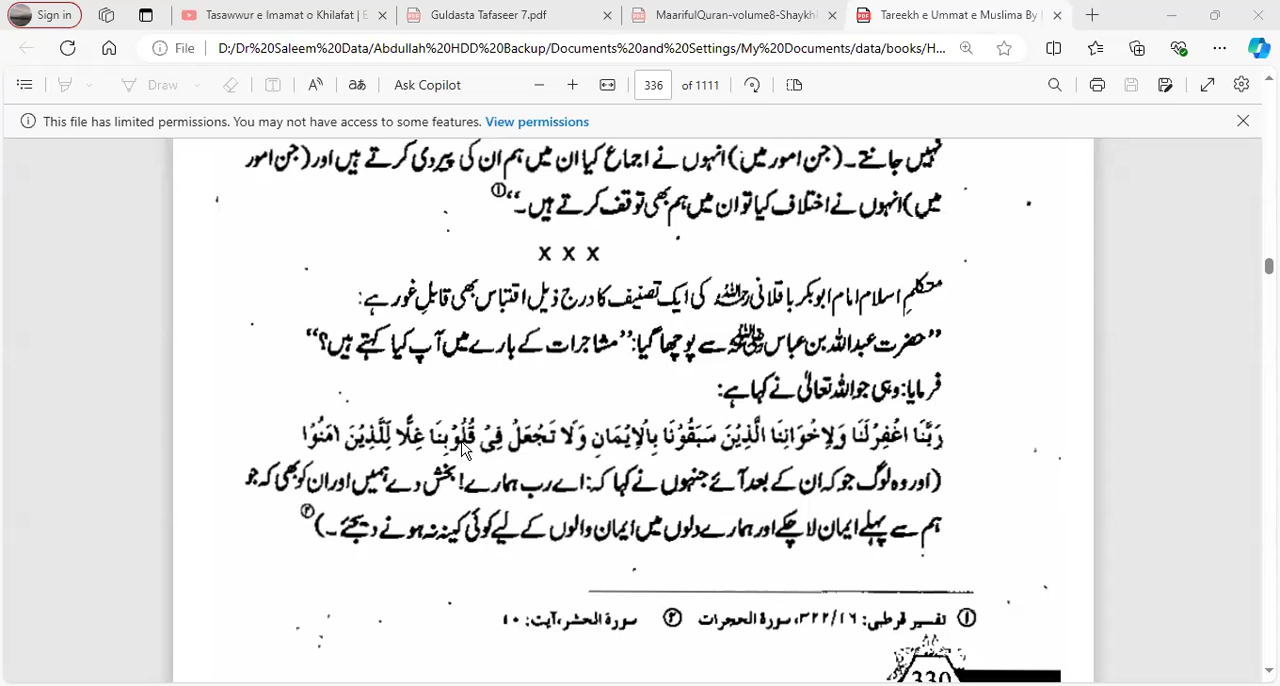 Sign in
Tasawwur e Imamat o Khilafat | E
Guldasta Tafaseer 7.pdf
MaarifulQuran-volume8-Shaykh
Tareekh e Ummat e Muslima By
File
D:/Dr%20Saleem%20Data/Abdullah%20HDD%20Backup/Documents%20and%20Settings/My%20Documents/data/books/H...
Draw
aあ
Ask Copilot
336 of 1111
This file has limited permissions. You may not have access to some features. View permissions
نہیں جانتے۔ (جن امور میں) انہوں نے اجماع کیا ان میں ہم ان کی پیروی کرتے ہیں اور (جن امور
میں) انہوں نے اختلاف کیا تو ان میں ہم بھی توقف کرتے ہیں۔“①
x x x
متکلمِ اسلام امام ابوبکر باقلانی رحمہ اللہ کی ایک تصنیف کا درج ذیل اقتباس بھی قابلِ غور ہے:
”حضرت عبداللہ بن عباس رضی اللہ عنہ سے پوچھا گیا: ”مشاجرات کے بارے میں آپ کیا کہتے ہیں؟“
فرمایا: وہی جو اللہ تعالیٰ نے کہا ہے:
رَبَّنَا اغْفِرْ لَنَا وَلِاِخْوَانِنَا الَّذِیْنَ سَبَقُوْنَا بِالْاِیْمَانِ وَلَا تَجْعَلْ فِیْ قُلُوْبِنَا غِلًّا لِلَّذِیْنَ اٰمَنُوْا
(اور وہ لوگ جو کہ ان کے بعد آئے جنہوں نے کہا کہ: اے رب ہمارے! بخش دے ہمیں اور ان کو بھی کہ جو
ہم سے پہلے ایمان لا چکے اور ہمارے دلوں میں ایمان والوں کے لیے کوئی کینہ نہ ہونے دیجئے۔)②
① تفسیر قرطبی: ۳۲۲/۱۶، سورۃ الحجرات ② سورۃ الحشر، آیت: ۱۰
330